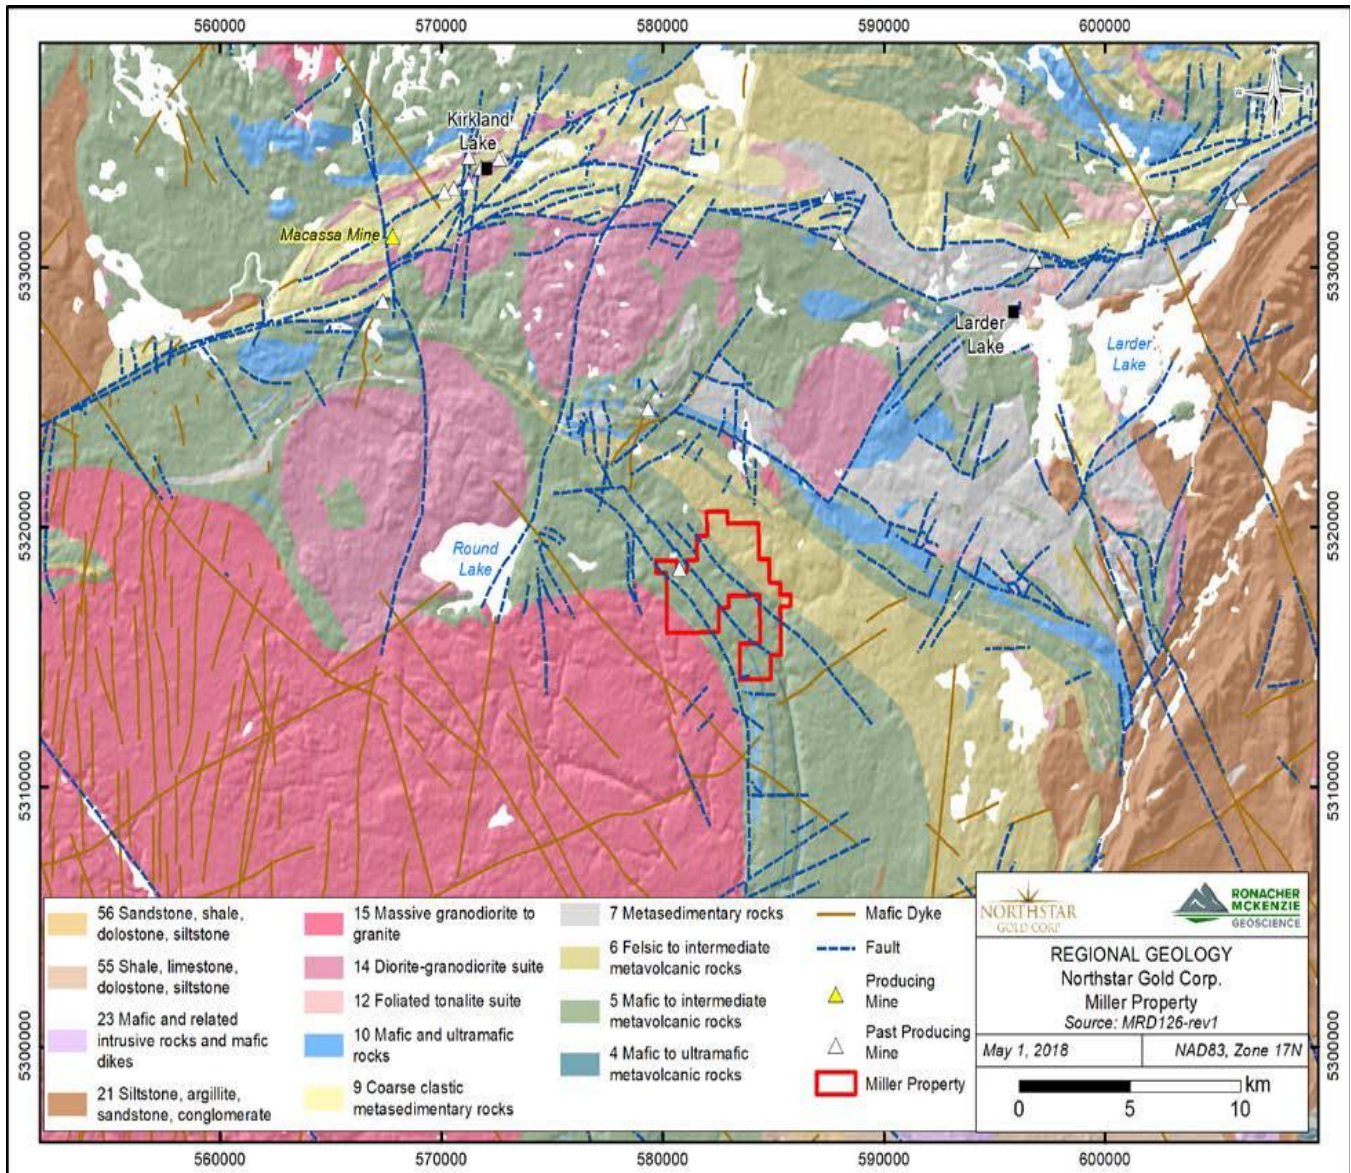 560000
570000
580000
590000
600000
Kirkland
Lake
Macassa Mine
5330000
5330000
Larder
Lake
Larder
Lake
5320000
5320000
Round
Lake
5310000
5310000
56 Sandstone, shale,
dolostone, siltstone
55 Shale, limestone,
dolostone, siltstone
23 Mafic and related
intrusive rocks and mafic
dikes
21 Siltstone, argillite,
sandstone, conglomerate
15 Massive granodiorite to
granite
14 Diorite-granodiorite suite
12 Foliated tonalite suite
10 Mafic and ultramafic
rocks
9 Coarse clastic
metasedimentary rocks
7 Metasedimentary rocks
6 Felsic to intermediate
metavolcanic rocks
5 Mafic to intermediate
metavolcanic rocks
4 Mafic to ultramafic
metavolcanic rocks
Mafic Dyke
Fault
Producing
Mine
Past Producing
Mine
Miller Property
NORTHSTAR
GOLD CORP
RONACHER
MCKENZIE
GEOSCIENCE
REGIONAL GEOLOGY
Northstar Gold Corp.
Miller Property
Source: MRD126-rev1
May 1, 2018
NAD83, Zone 17N
km
0 5 10
5300000
5300000
560000
570000
580000
590000
600000